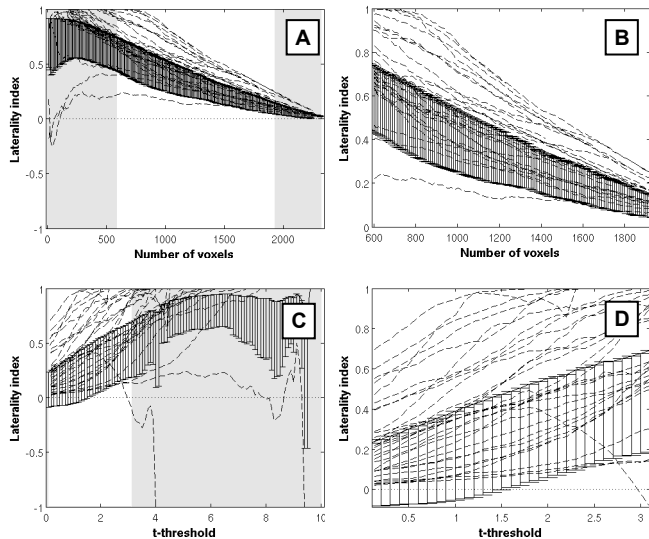 A
1
0.5
0
-0.5
-1
Laterality index
0 500 1000 1500 2000
Number of voxels
B
1
0.8
0.6
0.4
0.2
0
Laterality index
600 800 1000 1200 1400 1600 1800
Number of voxels
C
1
0.5
0
-0.5
-1
Laterality index
0 2 4 6 8 10
t-threshold
D
1
0.8
0.6
0.4
0.2
0
Laterality index
0.5 1 1.5 2 2.5 3
t-threshold